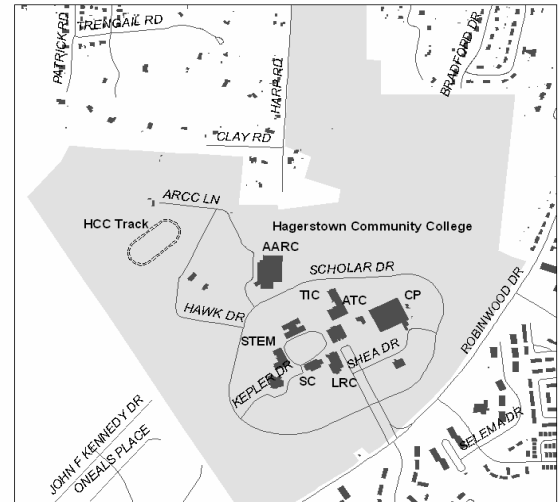 TRENGAIL RD
PATRICK RD
HARP RD
BRADFORD DR
CLAY RD
ARCC LN
HCC Track
Hagerstown Community College
AARC
SCHOLAR DR
TIC
ATC
CP
HAWK DR
ROBINWOOD DR
STEM
SHEA DR
KEPLER DR
SC
LRC
SELEMA DR
JOHN F KENNEDY DR
ONEALS PLACE